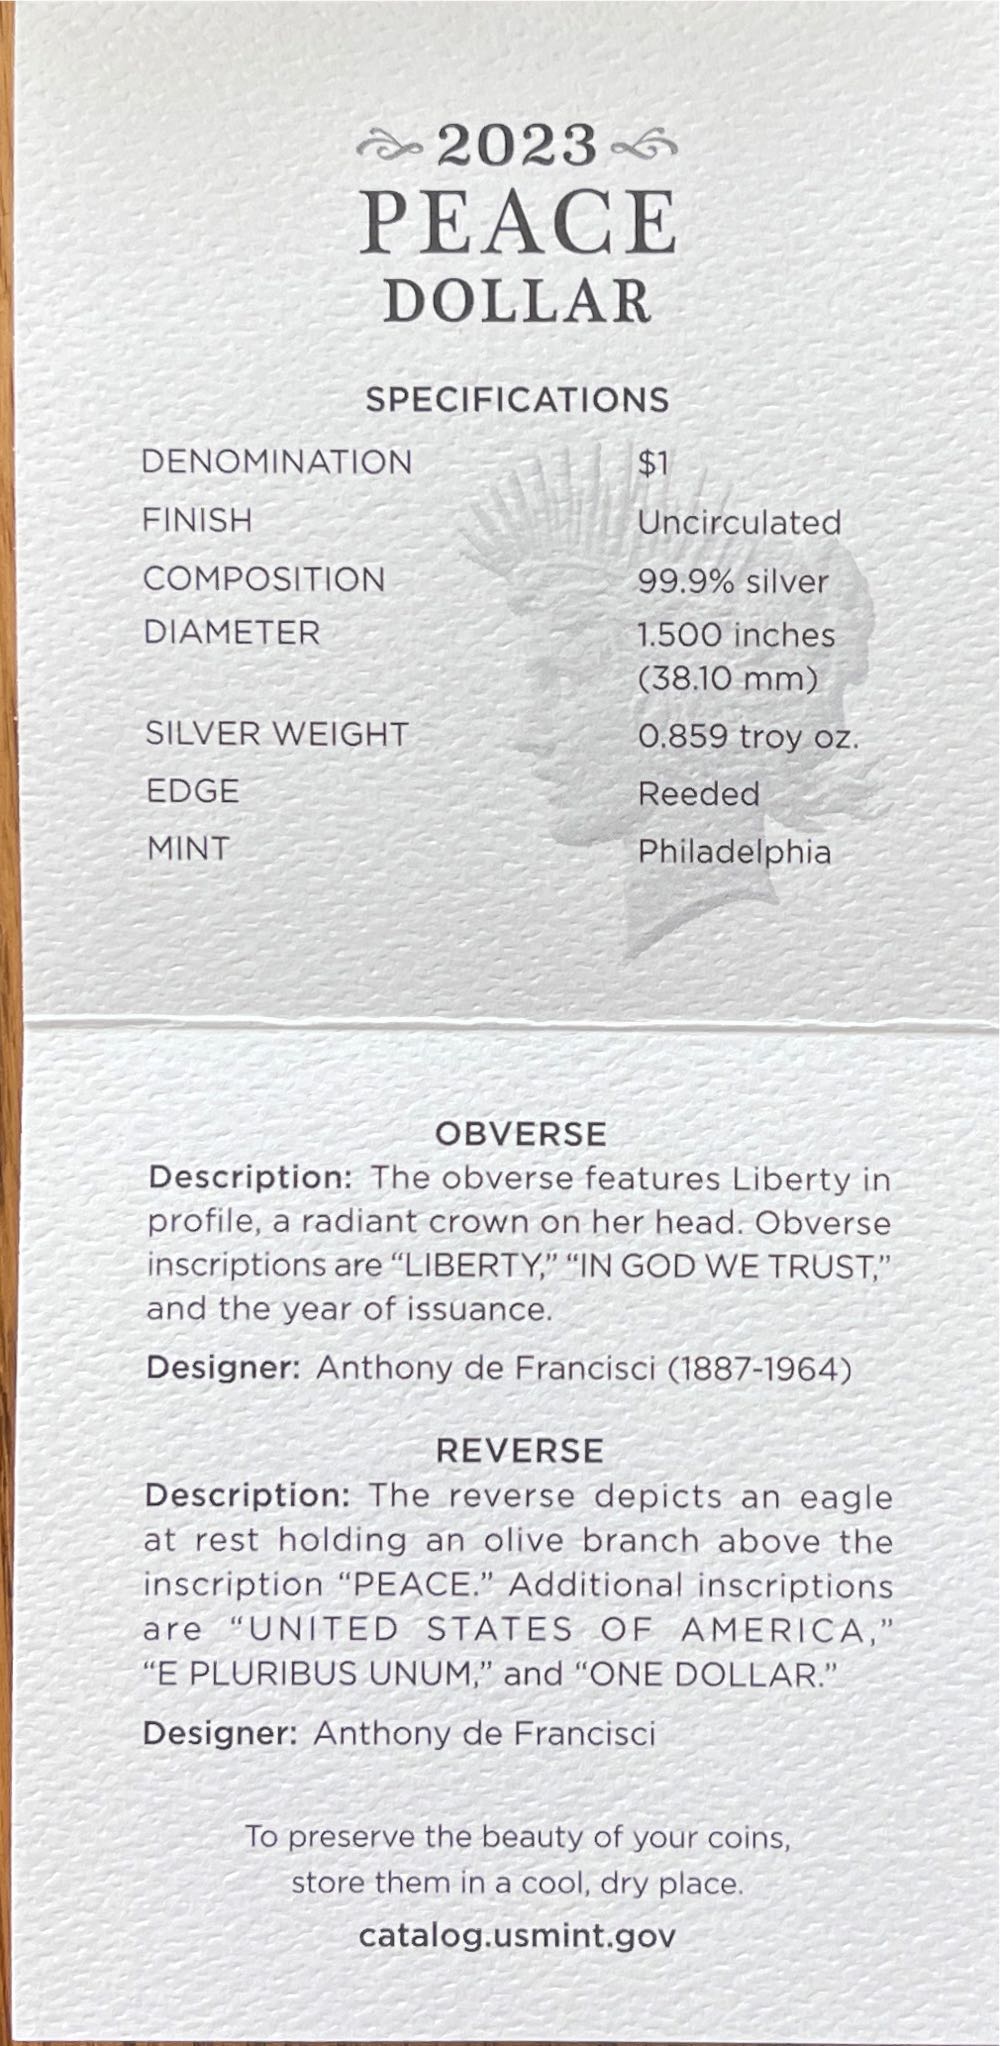 2023
PEACE
DOLLAR
SPECIFICATIONS
DENOMINATION $1
FINISH Uncirculated
COMPOSITION 99.9% silver
DIAMETER 1.500 inches
(38.10 mm)
SILVER WEIGHT 0.859 troy oz.
EDGE Reeded
MINT Philadelphia
OBVERSE
Description: The obverse features Liberty in
profile, a radiant crown on her head. Obverse
inscriptions are “LIBERTY,” “IN GOD WE TRUST,”
and the year of issuance.
Designer: Anthony de Francisci (1887-1964)
REVERSE
Description: The reverse depicts an eagle
at rest holding an olive branch above the
inscription “PEACE.” Additional inscriptions
are “UNITED STATES OF AMERICA,”
“E PLURIBUS UNUM,” and “ONE DOLLAR.”
Designer: Anthony de Francisci
To preserve the beauty of your coins,
store them in a cool, dry place.
catalog.usmint.gov